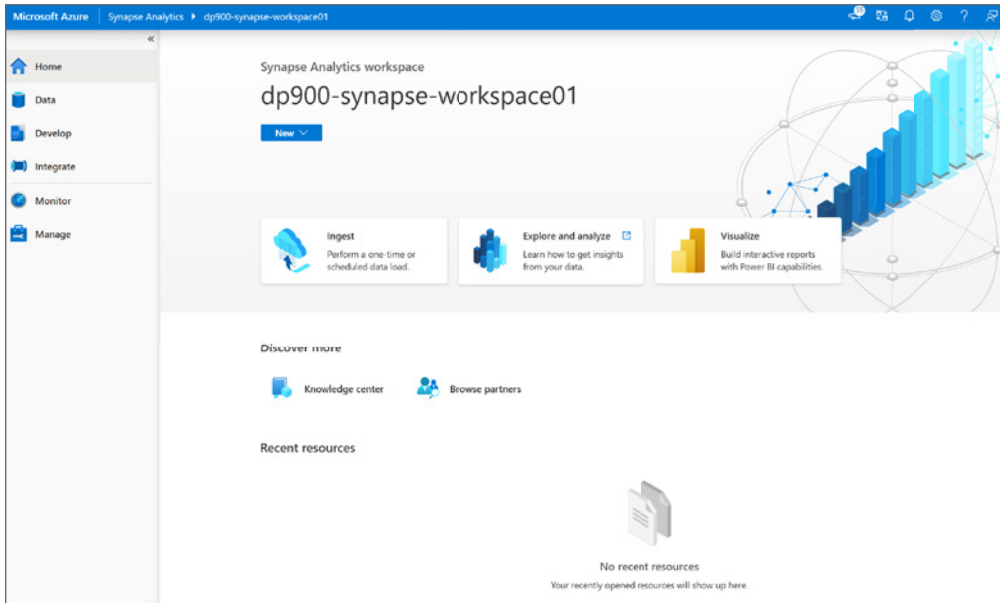 Microsoft Azure Synapse Analytics dp900-synapse-workspace01
Home
Data
Develop
Integrate
Monitor
Manage
Synapse Analytics workspace
dp900-synapse-workspace01
New
Ingest
Perform a one-time or
scheduled data load.
Explore and analyze
Learn how to get insights
from your data.
Visualize
Build interactive reports
with Power BI capabilities.
Discover more
Knowledge center
Browse partners
Recent resources
No recent resources
Your recently opened resources will show up here.